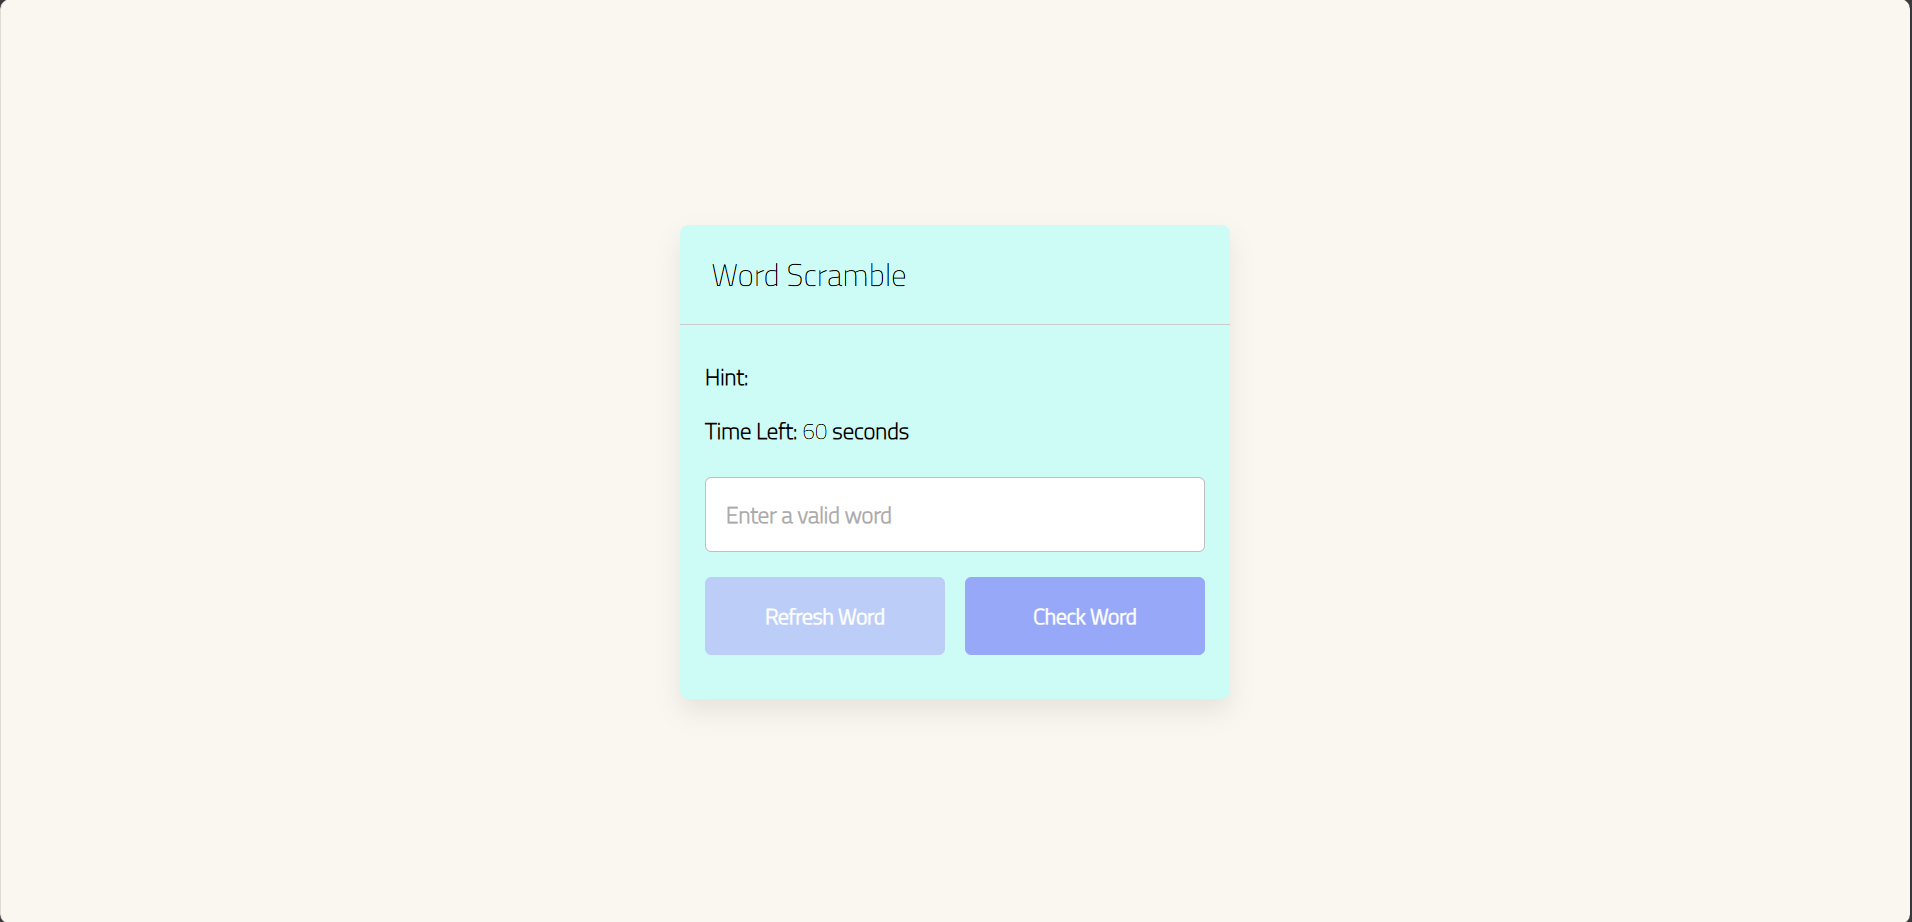 Word Scramble
Hint:
Time Left: 60 seconds
Enter a valid word
Refresh Word
Check Word